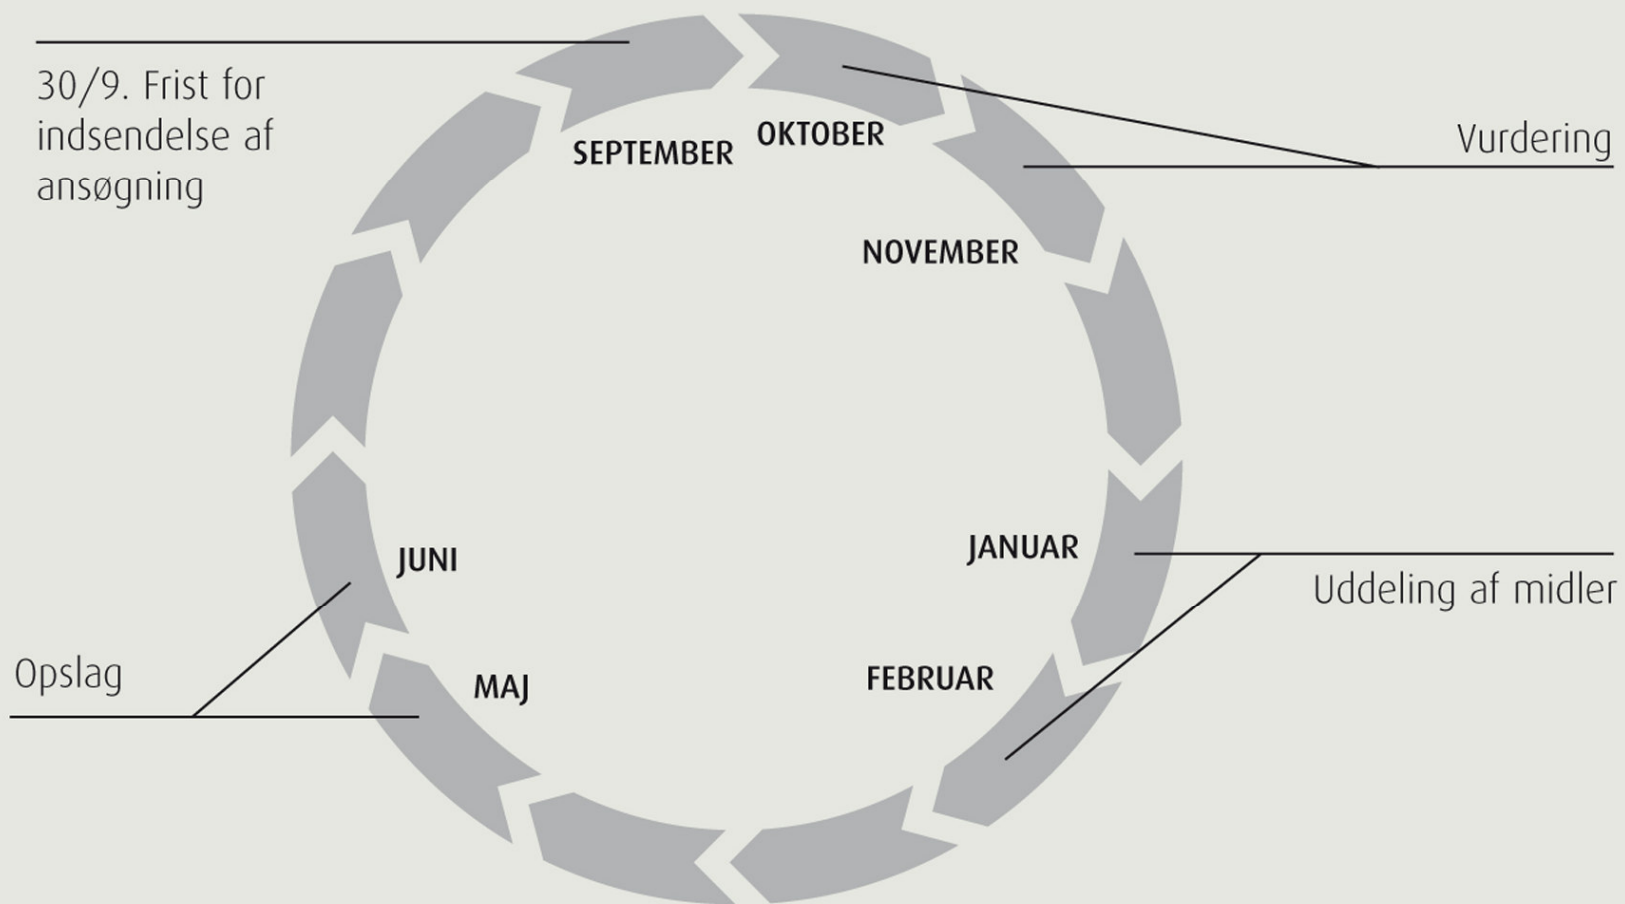 30/9. Frist for
indsendelse af
ansøgning
SEPTEMBER
OKTOBER
Vurdering
NOVEMBER
JANUAR
Uddeling af midler
FEBRUAR
JUNI
MAJ
Opslag